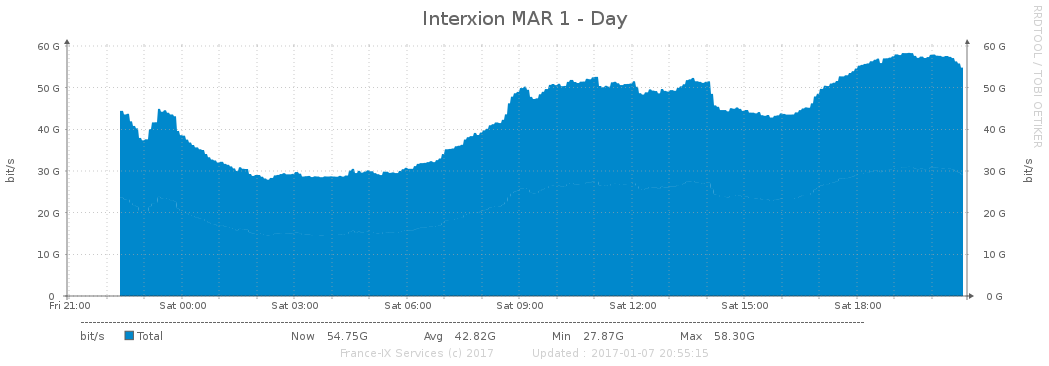 Interxion MAR 1 - Day
RRDTOOL / TOBI OETIKER
60 G 60 G
50 G 50 G
40 G 40 G
30 G 30 G
20 G 20 G
10 G 10 G
0 0 G
bit/s bit/s
Fri 21:00 Sat 00:00 Sat 03:00 Sat 06:00 Sat 09:00 Sat 12:00 Sat 15:00 Sat 18:00
bit/s Total Now 54.75G Avg 42.82G Min 27.87G Max 58.30G
France-IX Services (c) 2017 Updated : 2017-01-07 20:55:15